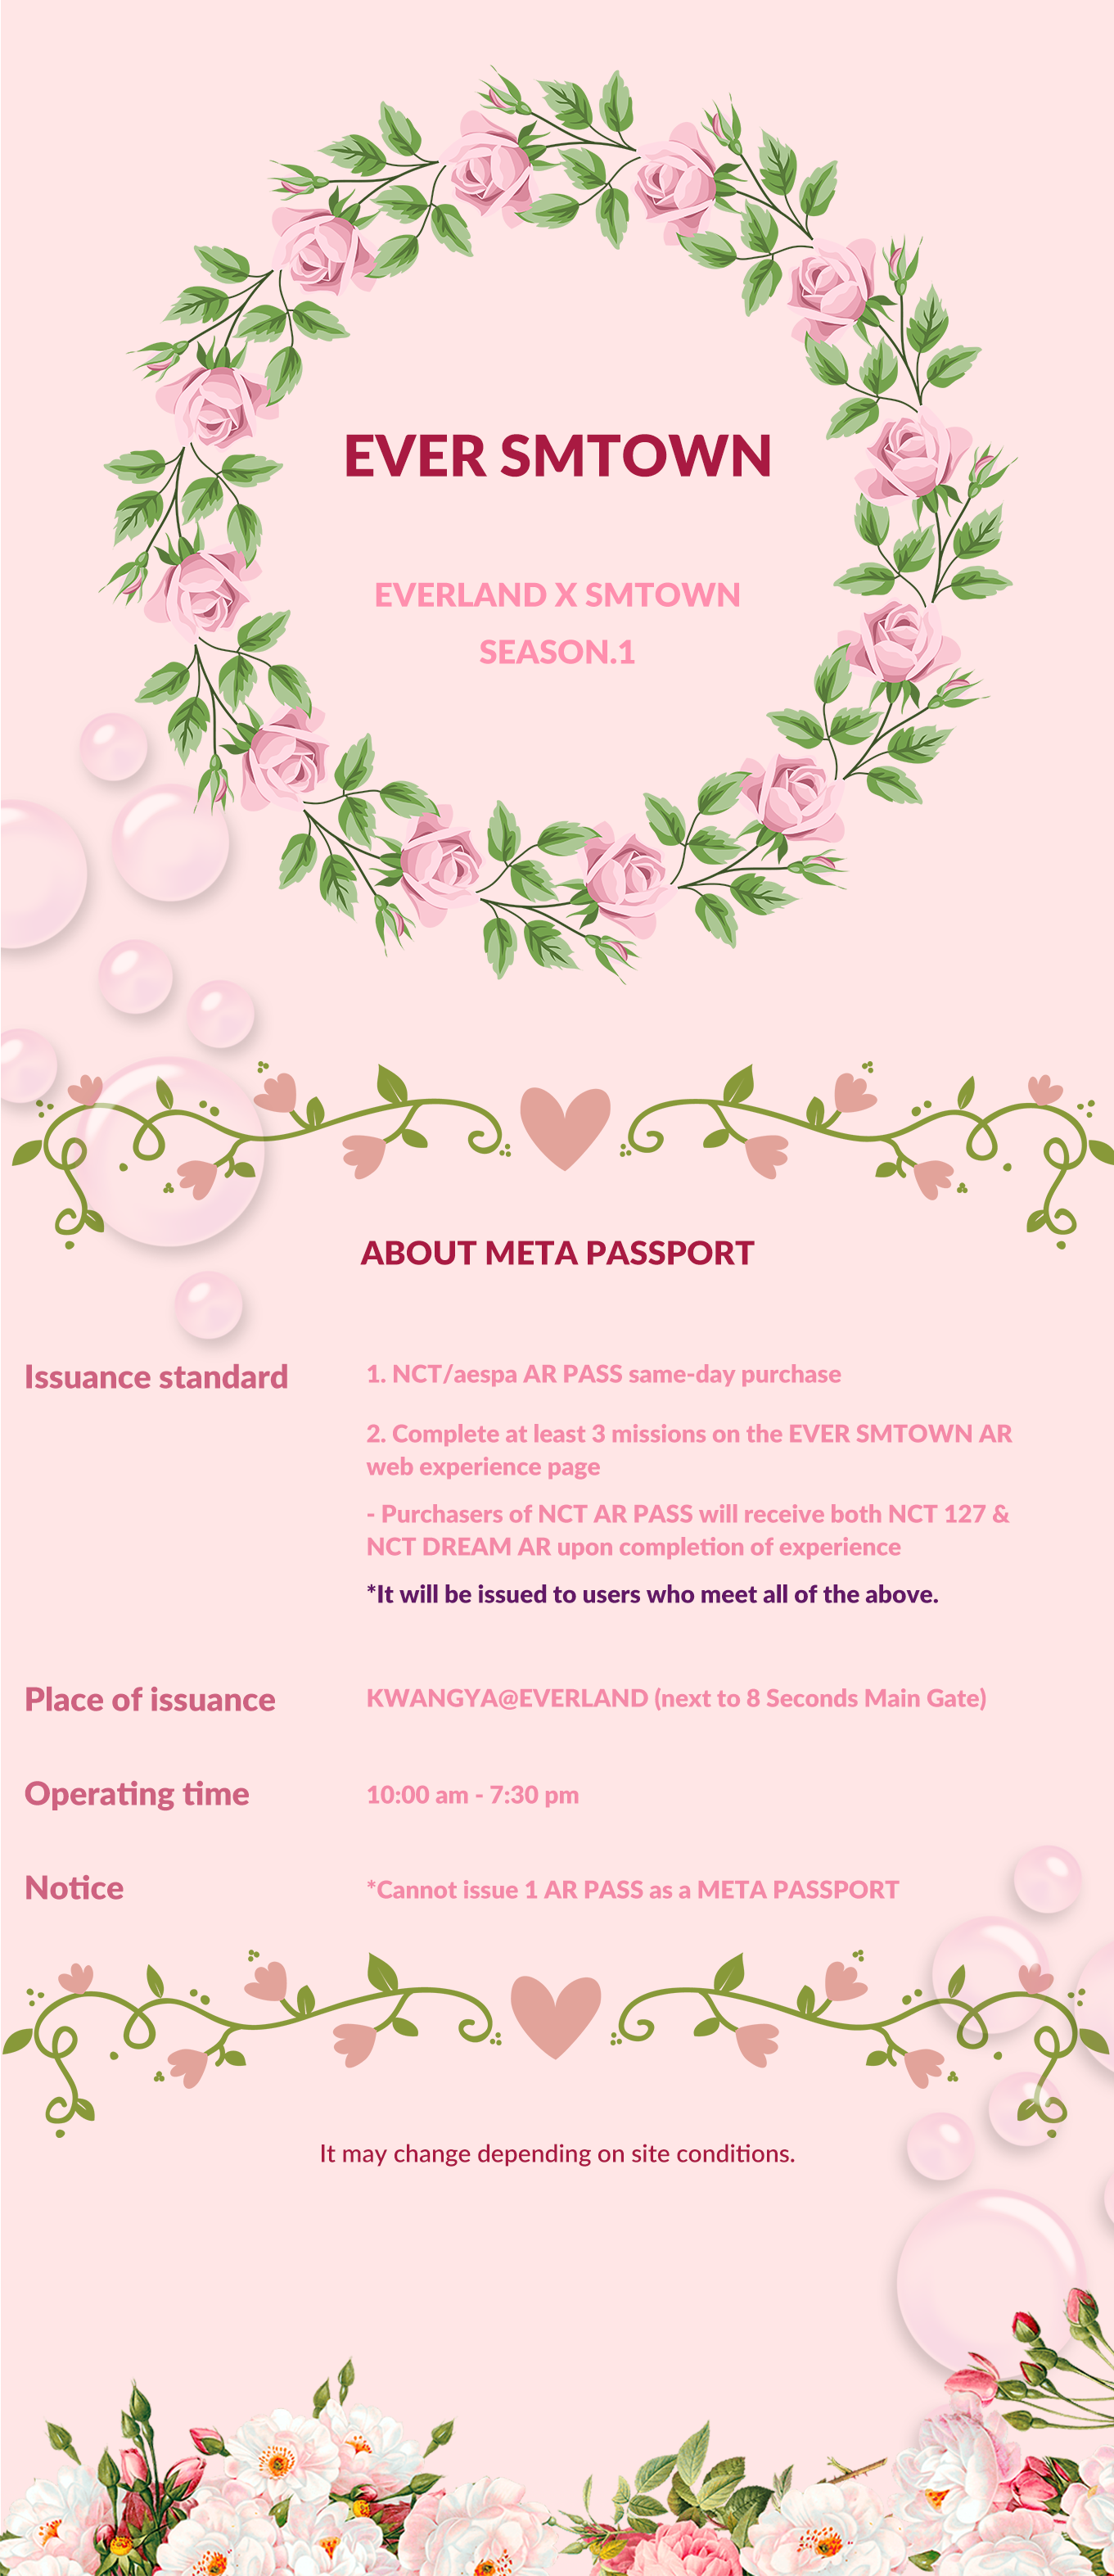 EVER SMTOWN
EVERLAND X SMTOWN
SEASON.1
ABOUT META PASSPORT
Issuance standard
1. NCT/aespa AR PASS same-day purchase
2. Complete at least 3 missions on the EVER SMTOWN AR
web experience page
- Purchasers of NCT AR PASS will receive both NCT 127 &
NCT DREAM AR upon completion of experience
*It will be issued to users who meet all of the above.
Place of issuance
KWANGYA@EVERLAND (next to 8 Seconds Main Gate)
Operating time
10:00 am - 7:30 pm
Notice
*Cannot issue 1 AR PASS as a META PASSPORT
It may change depending on site conditions.